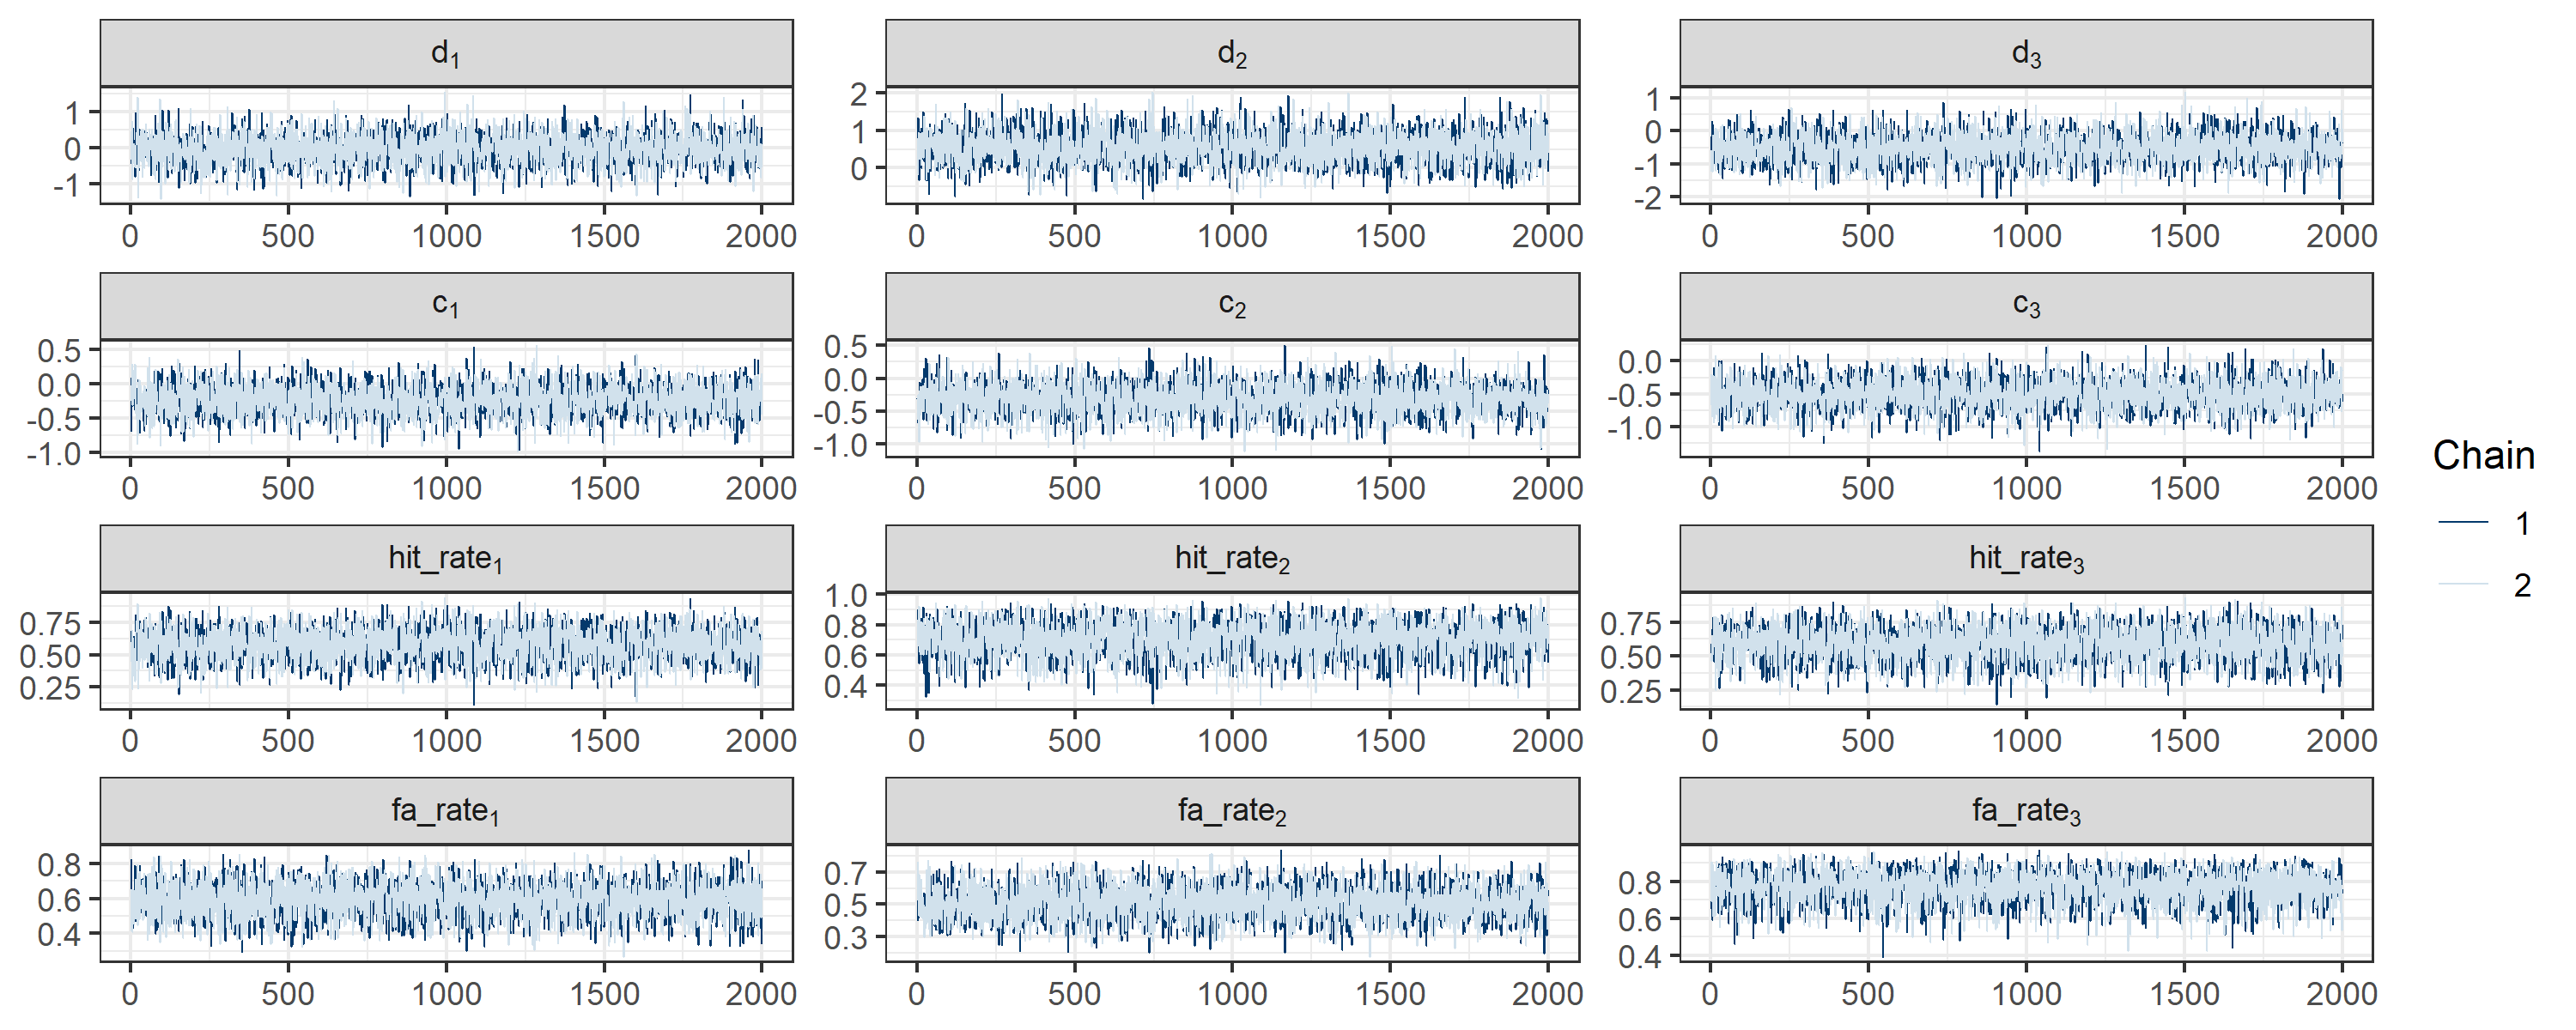 d₁ d₂ d₃
1 2 1
0 1 0
-1 0 -1
-2
0 500 1000 1500 2000 0 500 1000 1500 2000 0 500 1000 1500 2000
c₁ c₂ c₃
0.5 0.5 0.0
0.0 0.0 -0.5
-0.5 -0.5 -1.0
-1.0 -1.0
0 500 1000 1500 2000 0 500 1000 1500 2000 0 500 1000 1500 2000
Chain
1
2
hit_rate₁ hit_rate₂ hit_rate₃
0.75 1.0 0.75
0.50 0.8 0.50
0.25 0.6 0.25
0.4
0 500 1000 1500 2000 0 500 1000 1500 2000 0 500 1000 1500 2000
fa_rate₁ fa_rate₂ fa_rate₃
0.8 0.7 0.8
0.6 0.5 0.6
0.4 0.3 0.4
0 500 1000 1500 2000 0 500 1000 1500 2000 0 500 1000 1500 2000